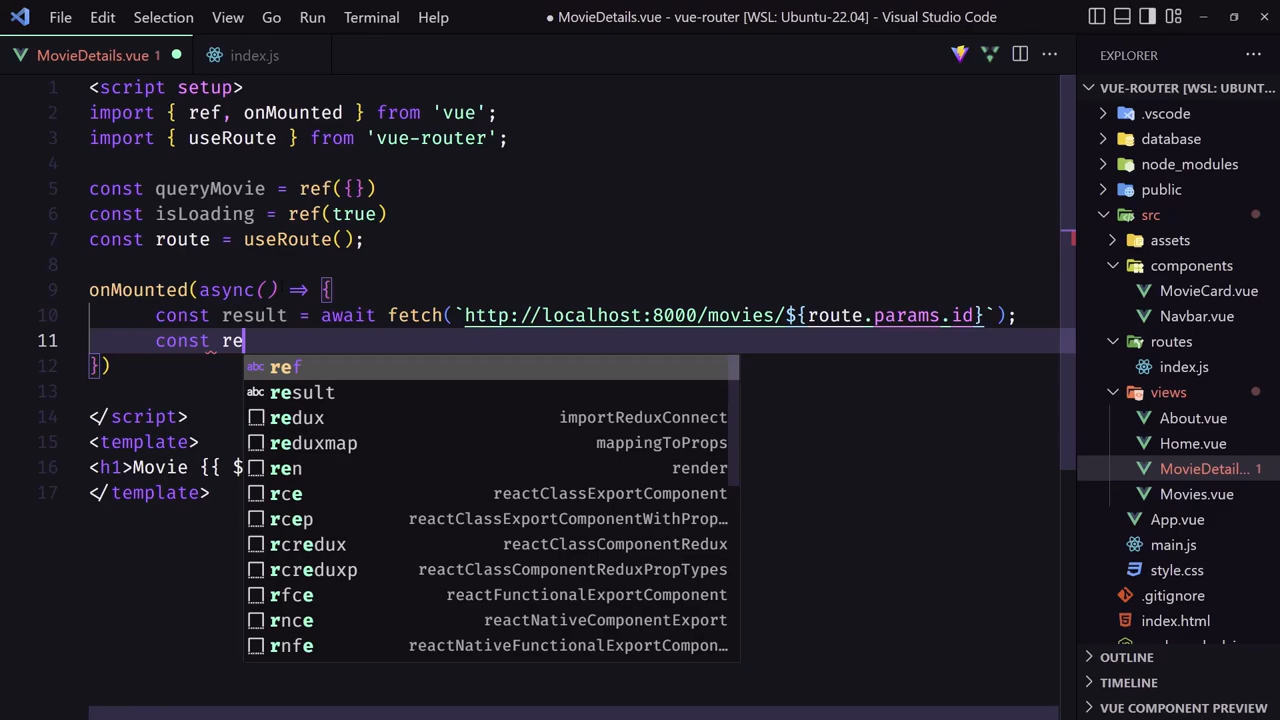 File Edit Selection View Go Run Terminal Help
● MovieDetails.vue - vue-router [WSL: Ubuntu-22.04] - Visual Studio Code
MovieDetails.vue 1 ●
index.js
1 <script setup>
2 import { ref, onMounted } from 'vue';
3 import { useRoute } from 'vue-router';
4
5 const queryMovie = ref({})
6 const isLoading = ref(true)
7 const route = useRoute();
8
9 onMounted(async() => {
10 const result = await fetch(`http://localhost:8000/movies/${route.params.id}`);
11 const re
12 })
13
14 </script>
15 <template>
16 <h1>Movie {{ $
17 </template>
abc ref
abc result
redux importReduxConnect
reduxmap mappingToProps
ren render
rce reactClassExportComponent
rcep reactClassExportComponentWithProp…
rcredux reactClassComponentRedux
rcreduxp reactClassComponentReduxPropTypes
rfce reactFunctionalExportComponent
rnce reactNativeComponentExport
rnfe reactNativeFunctionalExportCompon…
EXPLORER
VUE-ROUTER [WSL: UBUNT...
.vscode
database
node_modules
public
src
assets
components
MovieCard.vue
Navbar.vue
routes
index.js
views
About.vue
Home.vue
MovieDetail... 1
Movies.vue
App.vue
main.js
style.css
.gitignore
index.html
OUTLINE
TIMELINE
VUE COMPONENT PREVIEW